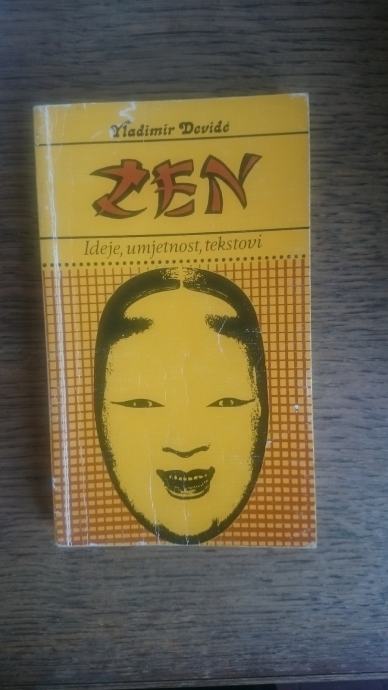 Vladimir Devidé
ZEN
Ideje, umjetnost, tekstovi